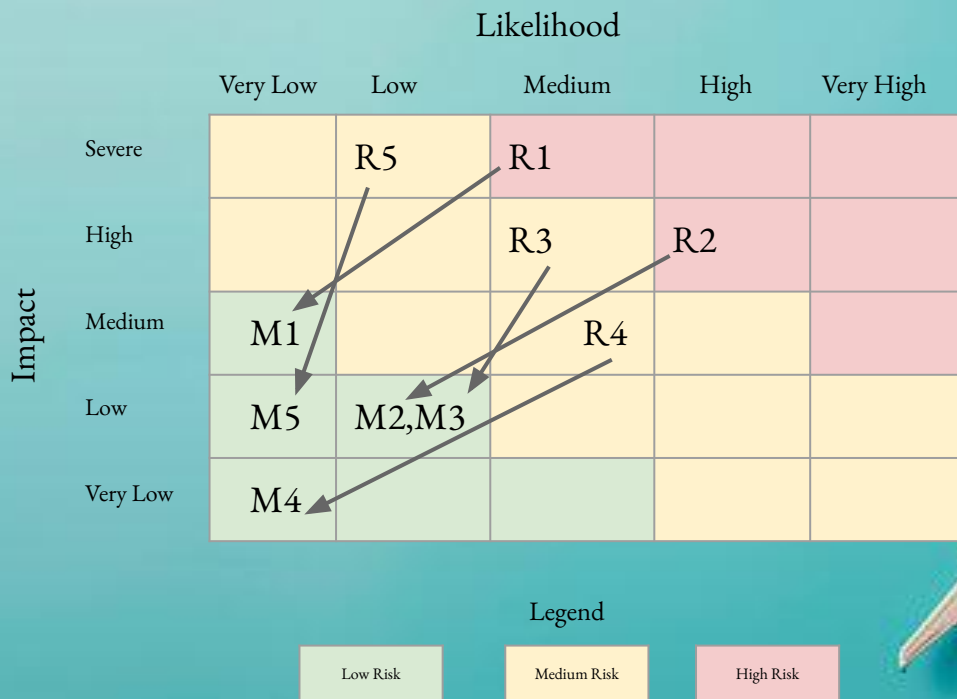 Likelihood
Very Low Low Medium High Very High
Severe R5 R1
High R3 R2
Impact
Medium M1 R4
Low M5 M2,M3
Very Low M4
Legend
Low Risk Medium Risk High Risk